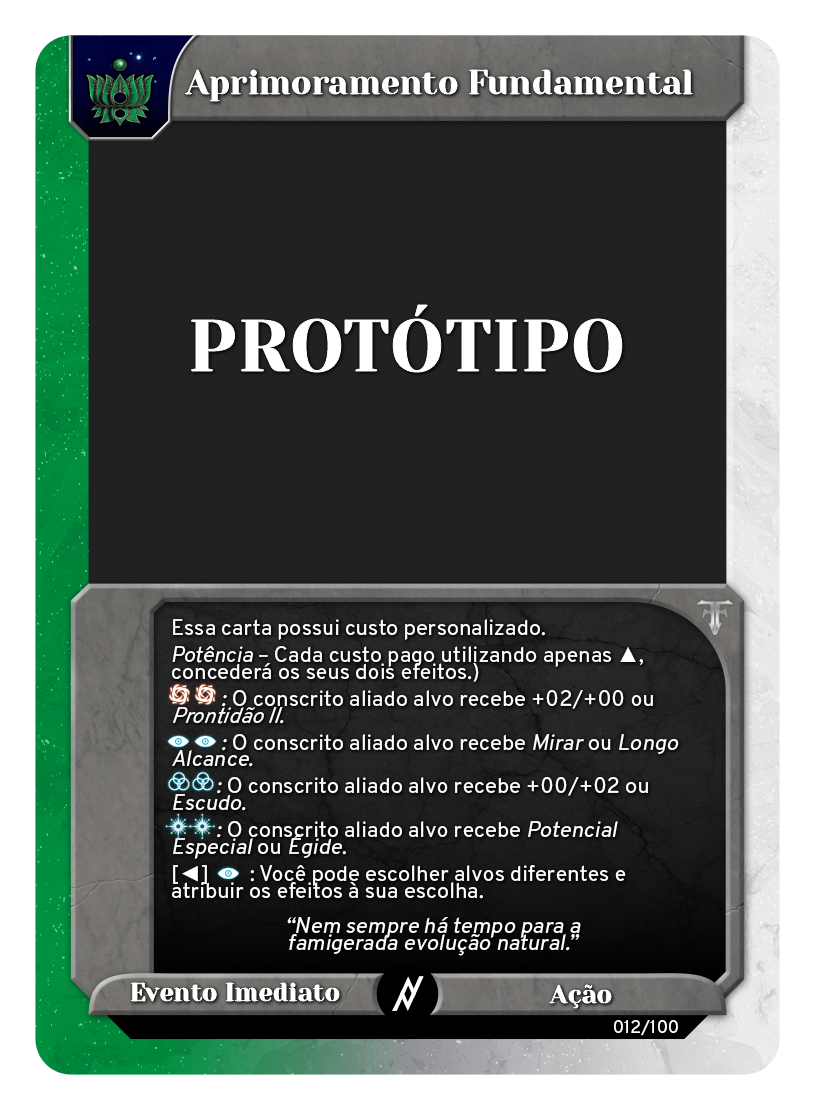 Aprimoramento Fundamental
PROTÓTIPO
Essa carta possui custo personalizado.
Potência – Cada custo pago utilizando apenas ▲,
concederá os seus dois efeitos.)
: O conscrito aliado alvo recebe +02/+00 ou
Prontidão II.
: O conscrito aliado alvo recebe Mirar ou Longo
Alcance.
: O conscrito aliado alvo recebe +00/+02 ou
Escudo.
: O conscrito aliado alvo recebe Potencial
Especial ou Égide.
[◄] : Você pode escolher alvos diferentes e
atribuir os efeitos à sua escolha.
“Nem sempre há tempo para a
famigerada evolução natural.”
Evento Imediato
Ação
012/100